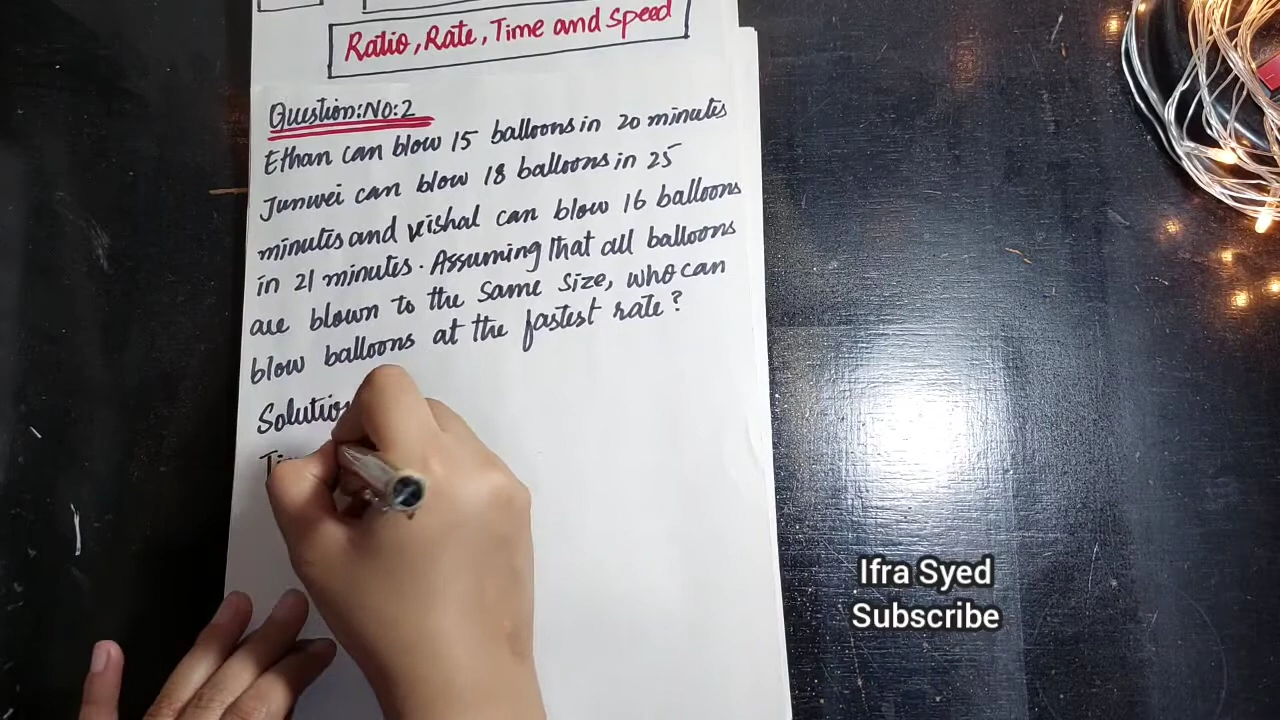 Ratio, Rate, Time and Speed
Question:No:2
Ethan can blow 15 balloons in 20 minutes
Junwei can blow 18 balloons in 25
minutes and vishal can blow 16 balloons
in 21 minutes. Assuming that all balloons
are blown to the same size, who can
blow balloons at the fastest rate?
Ifra Syed
Subscribe